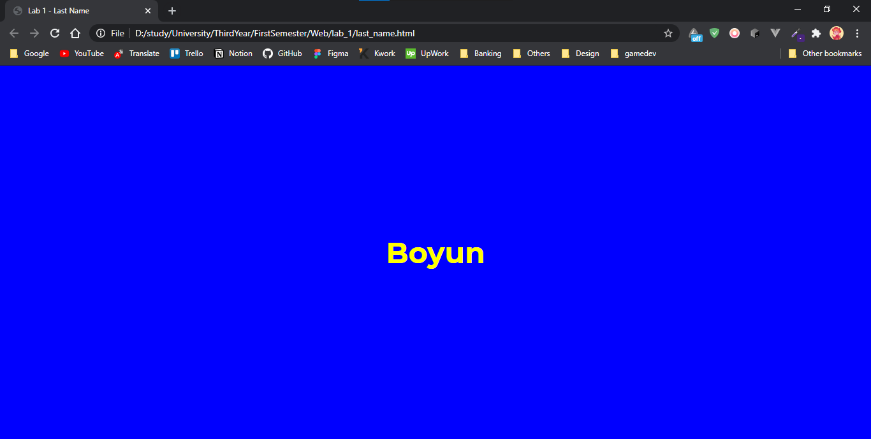 Lab 1 - Last Name
File D:/study/University/ThirdYear/FirstSemester/Web/lab_1/last_name.html
Google YouTube Translate Trello Notion GitHub Figma Kwork UpWork Banking Others Design gamedev Other bookmarks
Boyun